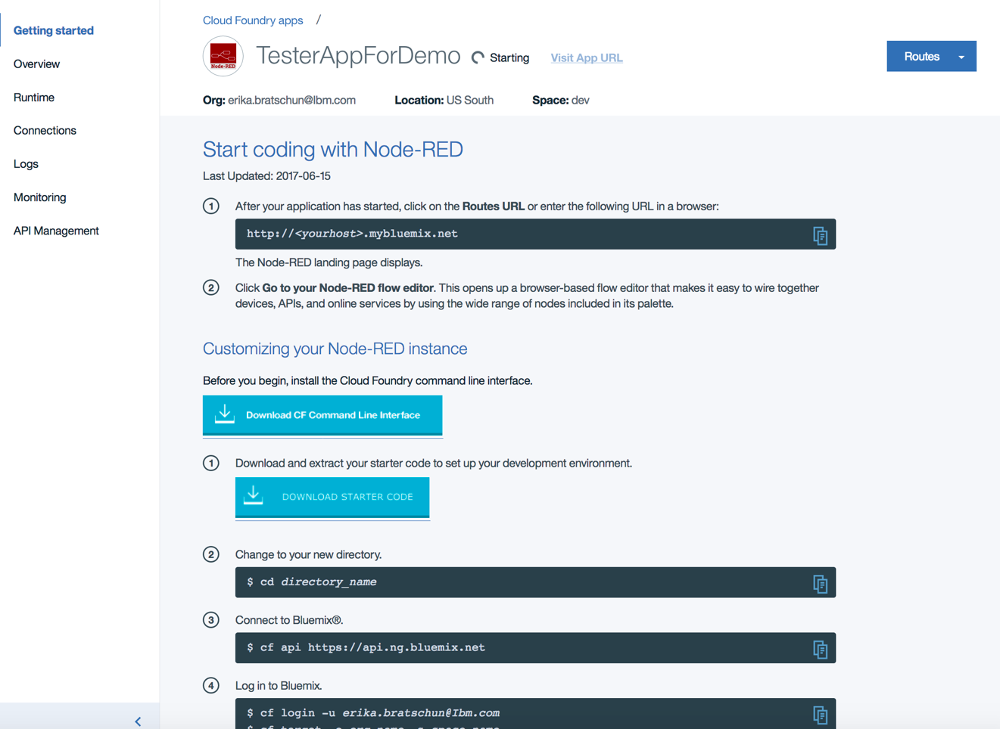 Getting started
Overview
Runtime
Connections
Logs
Monitoring
API Management
Cloud Foundry apps /
Node-RED
TesterAppForDemo Starting Visit App URL
Routes
Org: erika.bratschun@Ibm.com Location: US South Space: dev
Start coding with Node-RED
Last Updated: 2017-06-15
1 After your application has started, click on the Routes URL or enter the following URL in a browser:
http://<yourhost>.mybluemix.net
The Node-RED landing page displays.
2 Click Go to your Node-RED flow editor. This opens up a browser-based flow editor that makes it easy to wire together
devices, APIs, and online services by using the wide range of nodes included in its palette.
Customizing your Node-RED instance
Before you begin, install the Cloud Foundry command line interface.
Download CF Command Line Interface
1 Download and extract your starter code to set up your development environment.
DOWNLOAD STARTER CODE
2 Change to your new directory.
$ cd directory_name
3 Connect to Bluemix®.
$ cf api https://api.ng.bluemix.net
4 Log in to Bluemix.
$ cf login -u erika.bratschun@Ibm.com